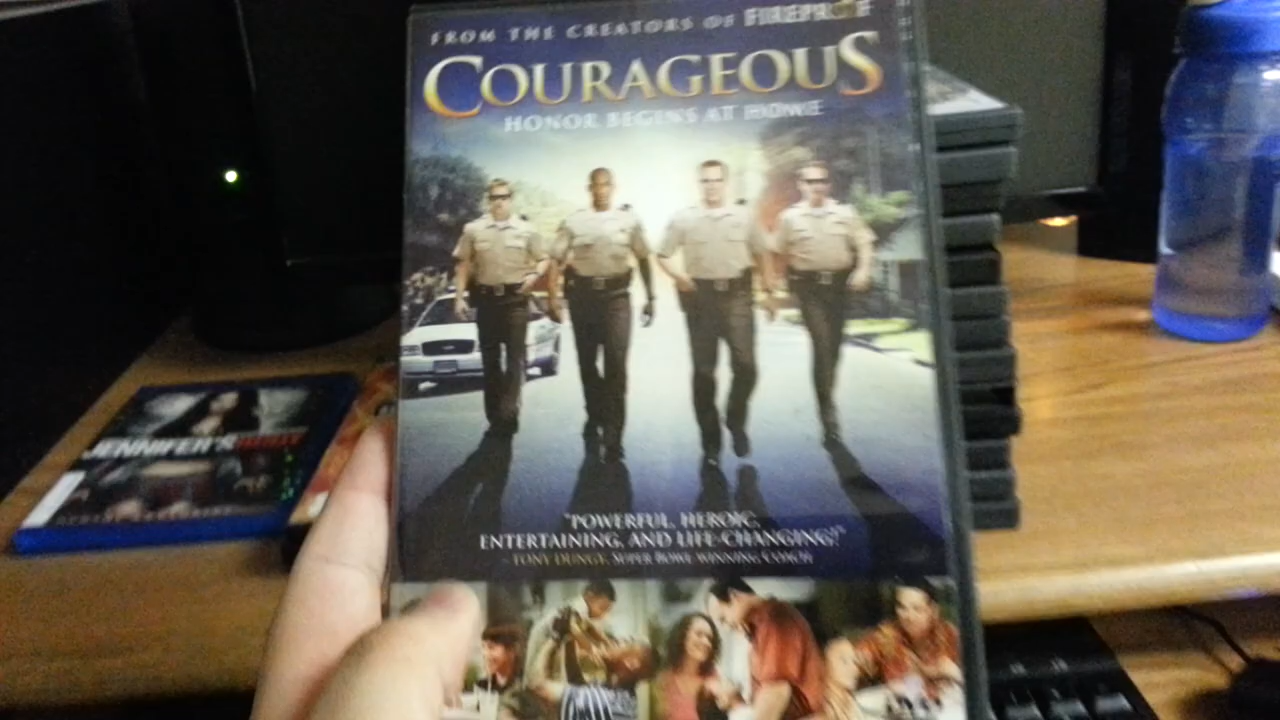 FROM THE CREATORS OF FIREPROOF
COURAGEOUS
HONOR BEGINS AT HOME
"POWERFUL, HEROIC,
ENTERTAINING, AND LIFE-CHANGING!"
- TONY DUNGY, SUPER BOWL WINNING COACH
JENNIFER'S BODY